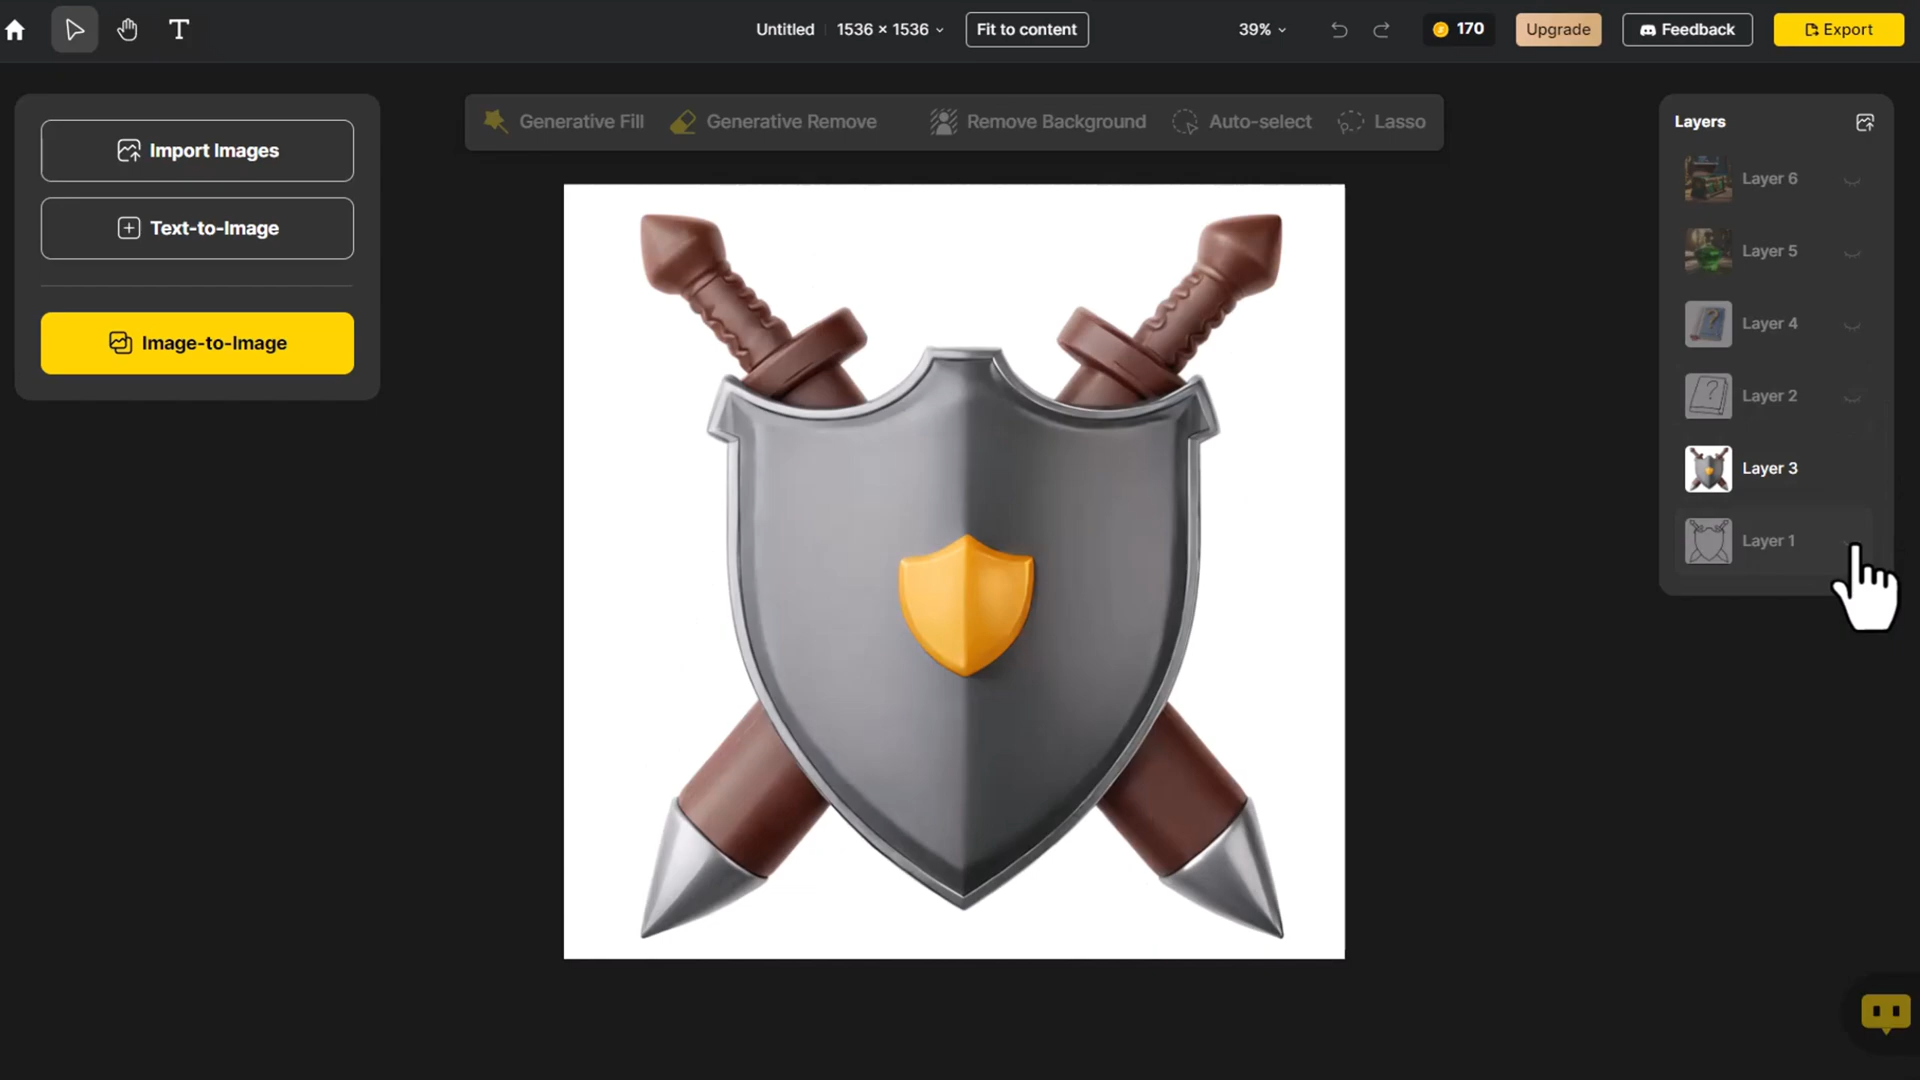 Untitled 1536 × 1536 Fit to content 39% 170 Upgrade Feedback Export
T
Import Images
Text-to-Image
Image-to-Image
Generative Fill Generative Remove Remove Background Auto-select Lasso
Layers
Layer 6
Layer 5
Layer 4
?
Layer 2
?
Layer 3
Layer 1